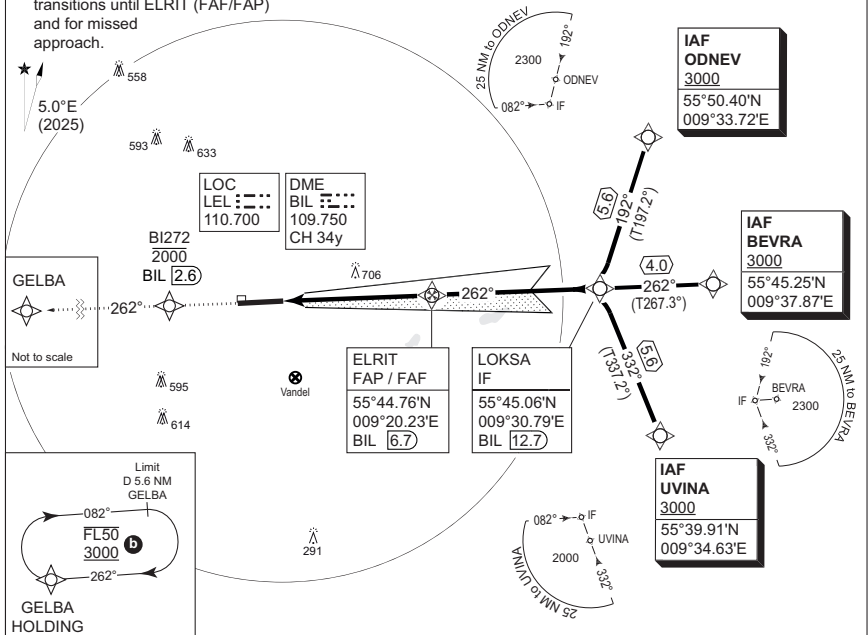 transitions until ELRIT (FAF/FAP)
and for missed
approach.
5.0°E
(2025)
558
593
633
LOC
LEL
110.700
DME
BIL
109.750
CH 34y
25 NM to ODNEV
192°
2300
ODNEV
082°
IF
IAF
ODNEV
3000
55°50.40'N
009°33.72'E
BI272
2000
BIL 2.6
706
5.6
192°
(T197.2°)
IAF
BEVRA
3000
55°45.25'N
009°37.87'E
GELBA
Not to scale
262°
262°
4.0
262°
(T267.3°)
5.6
332°
(T337.2°)
595
614
Vandel
ELRIT
FAP / FAF
55°44.76'N
009°20.23'E
BIL 6.7
LOKSA
IF
55°45.06'N
009°30.79'E
BIL 12.7
192°
25 NM to BEVRA
BEVRA
IF
2300
332°
Limit
D 5.6 NM
GELBA
082°
FL50
3000
b
262°
GELBA
HOLDING
291
082°
IF
UVINA
2000
332°
25 NM to UVINA
IAF
UVINA
3000
55°39.91'N
009°34.63'E